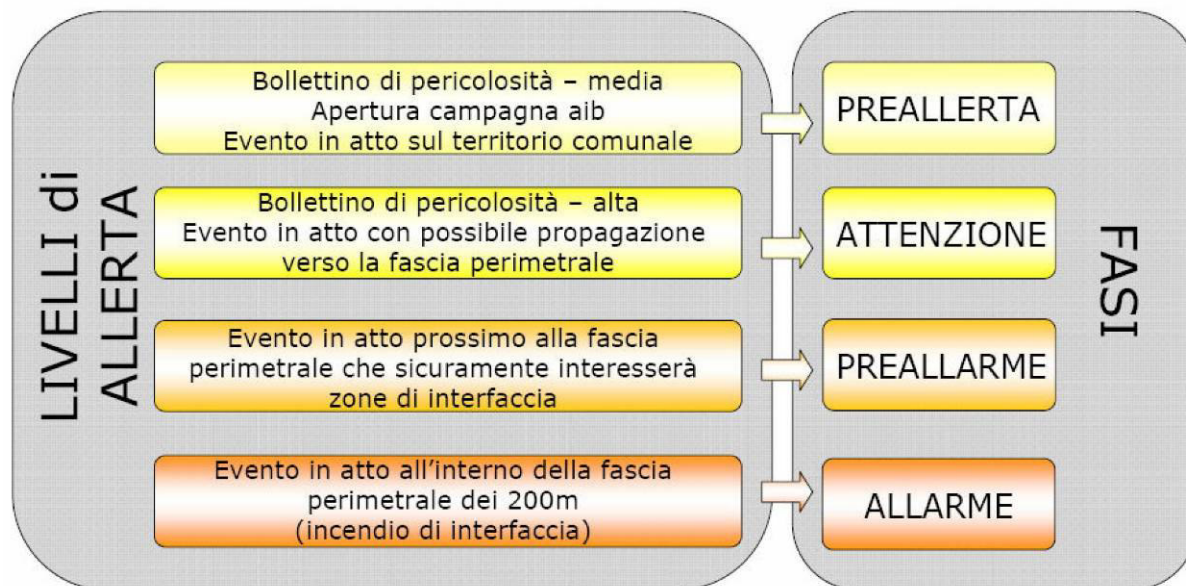 LIVELLI di
ALLERTA
Bollettino di pericolosità – media
Apertura campagna aib
Evento in atto sul territorio comunale
PREALLERTA
Bollettino di pericolosità – alta
Evento in atto con possibile propagazione
verso la fascia perimetrale
ATTENZIONE
Evento in atto prossimo alla fascia
perimetrale che sicuramente interesserà
zone di interfaccia
PREALLARME
Evento in atto all'interno della fascia
perimetrale dei 200m
(incendio di interfaccia)
ALLARME
FASI